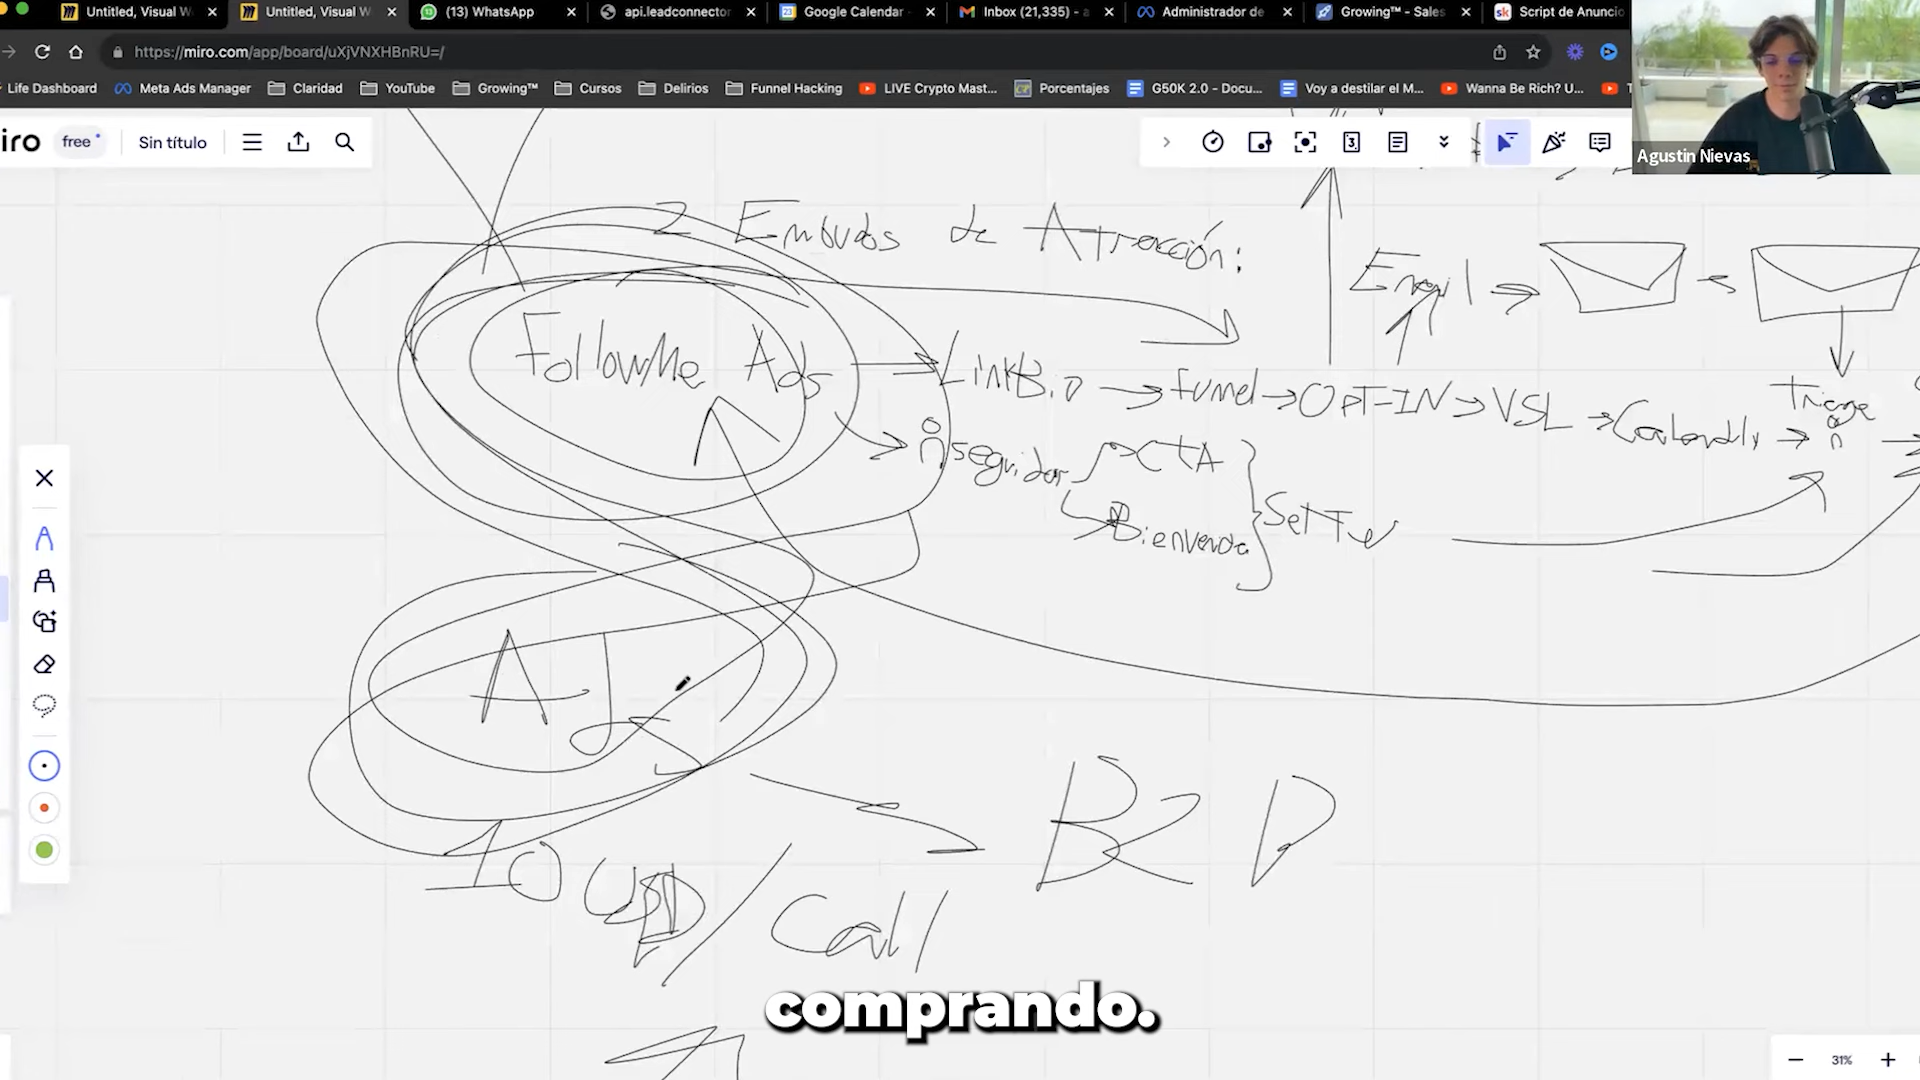 Untitled, Visual W
Untitled, Visual W
(13) WhatsApp
api.leadconnector
Google Calendar
Inbox (21,335) - a
Administrador de
Growing™ - Sales
Script de Anuncio
https://miro.com/app/board/uXjVNXHBnRU=/
Life Dashboard
Meta Ads Manager
Claridad
YouTube
Growing™
Cursos
Delirios
Funnel Hacking
LIVE Crypto Mast...
Porcentajes
G50K 2.0 - Docu...
Voy a destilar el M...
Wanna Be Rich? U...
iro
free
Sin título
Agustin Nievas
2 Embudos de Atracción:
Email
FollowMe Ads
LinkBio
Funnel
OPT-IN
VSL
Calendly
Triage
seguidor
CTA
Bienvenida
Setter
Ad
B2B
10 USD/Call
comprando.
31%